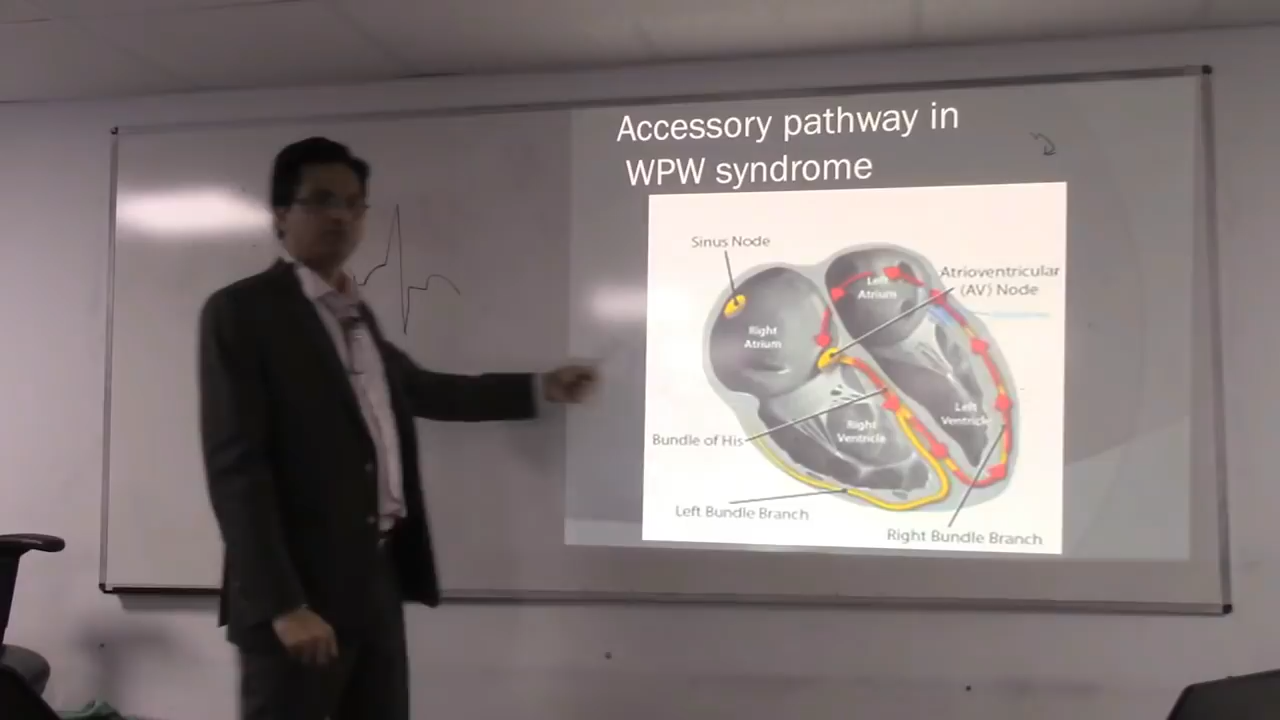 Accessory pathway in
WPW syndrome
Sinus Node
Atrioventricular
(AV) Node
Left
Atrium
Right
Atrium
Left
Ventricle
Right
Ventricle
Bundle of His
Left Bundle Branch
Right Bundle Branch